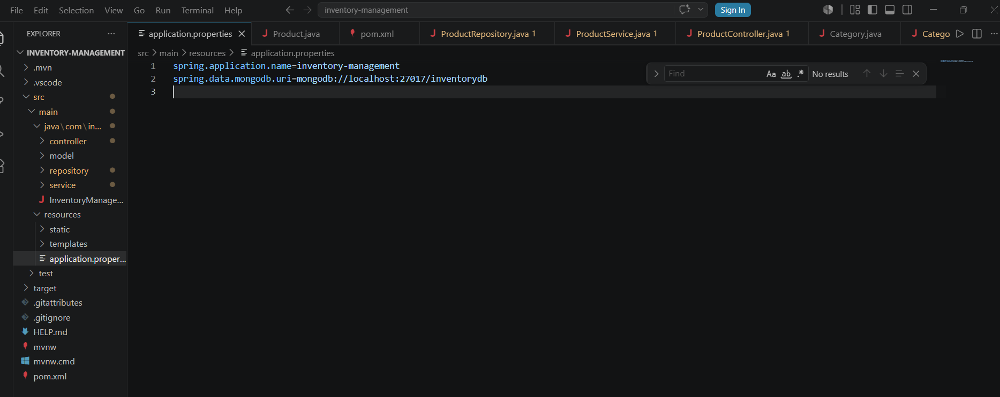 File Edit Selection View Go Run Terminal Help
inventory-management
Sign In
EXPLORER ...
application.properties
Product.java
pom.xml
ProductRepository.java 1
ProductService.java 1
ProductController.java 1
Category.java
Catego
INVENTORY-MANAGEMENT
.mvn
.vscode
src
main
java\com\in...
controller
model
repository
service
InventoryManage...
resources
static
templates
application.proper...
test
target
.gitattributes
.gitignore
HELP.md
mvnw
mvnw.cmd
pom.xml
src > main > resources > application.properties
1 spring.application.name=inventory-management
2 spring.data.mongodb.uri=mongodb://localhost:27017/inventorydb
3
Find Aa ab .* No results